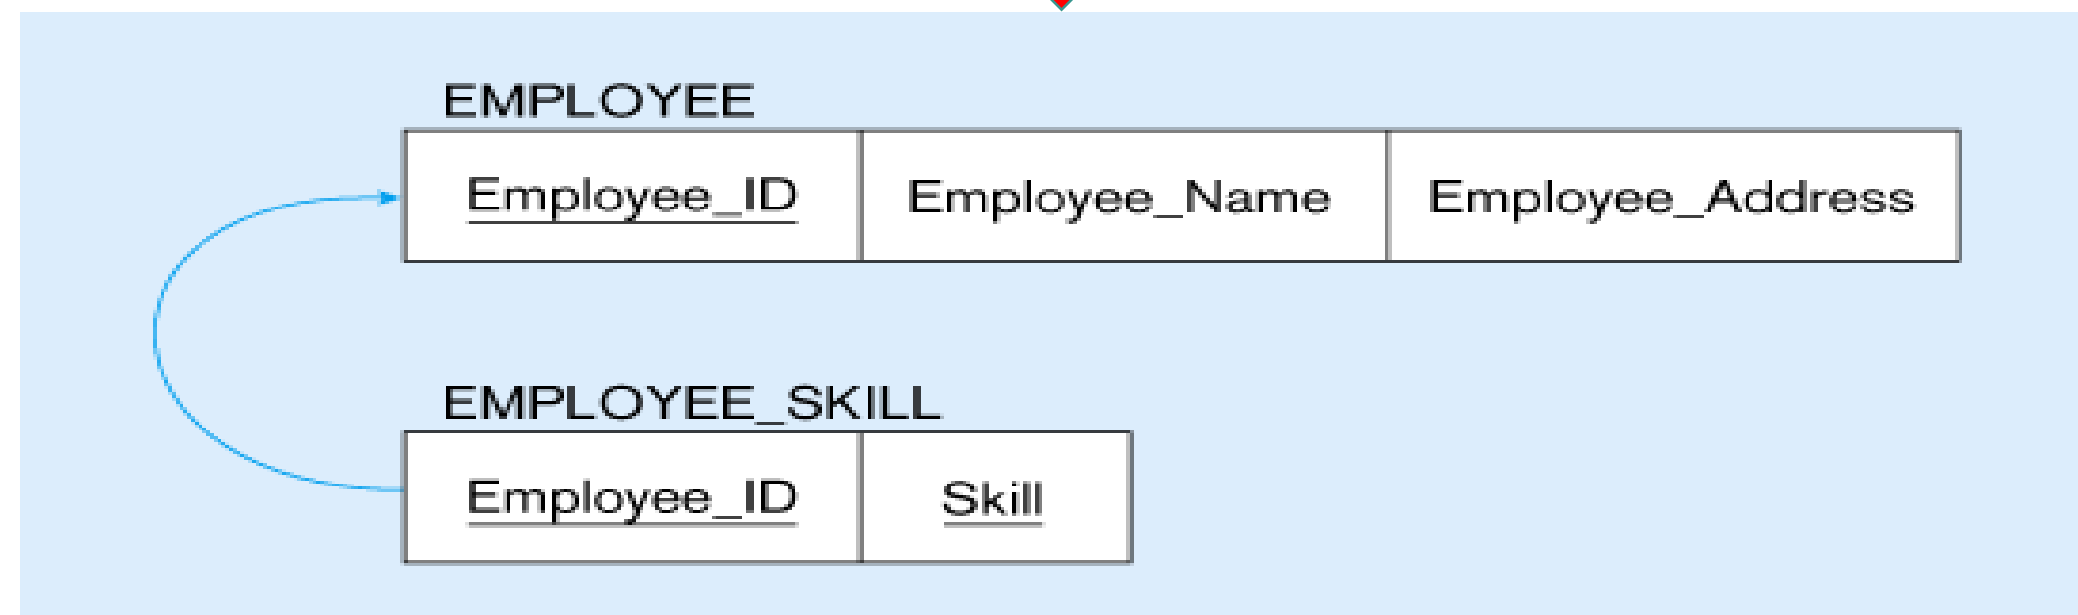 EMPLOYEE
Employee_ID Employee_Name Employee_Address
EMPLOYEE_SKILL
Employee_ID Skill